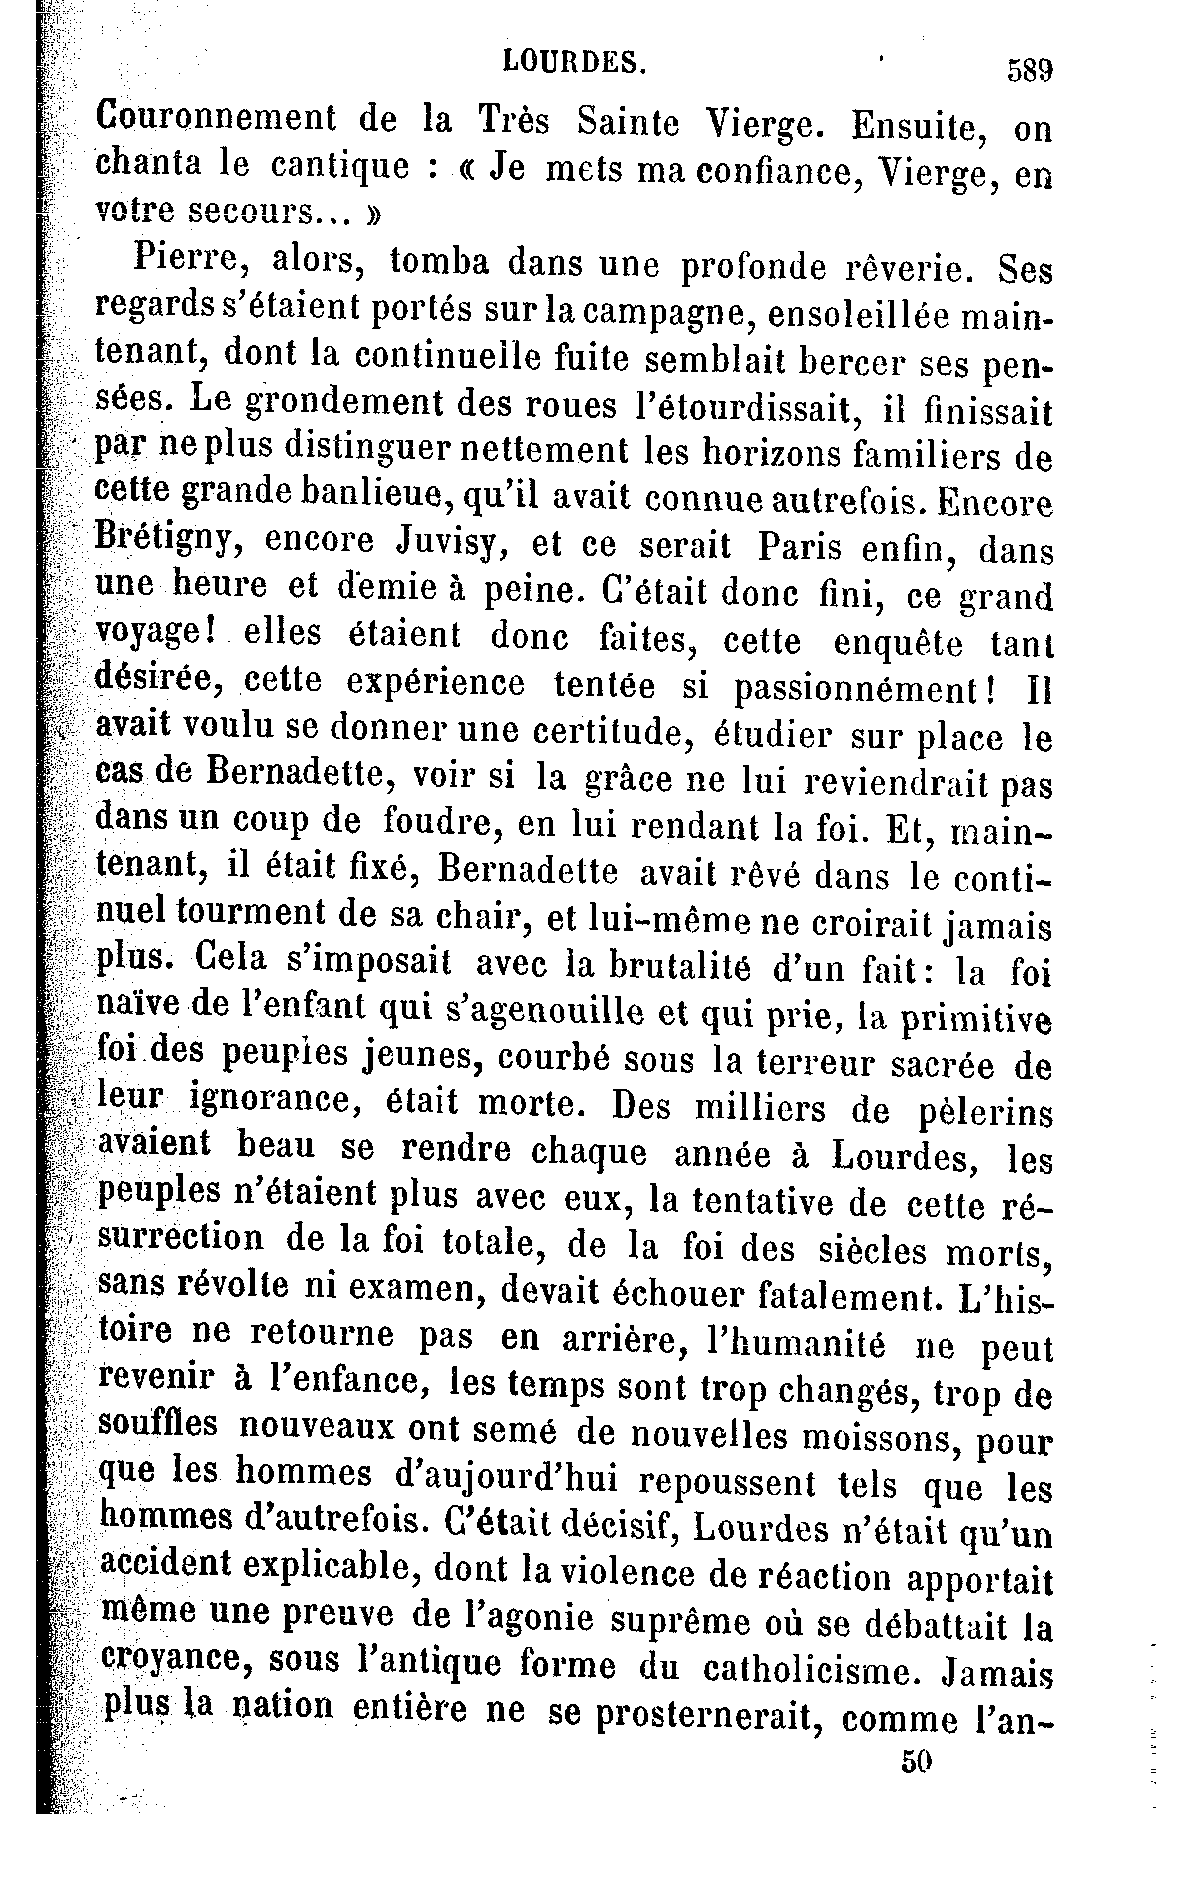 LOURDES. 589
Couronnement de la Très Sainte Vierge. Ensuite, on
chanta le cantique : « Je mets ma confiance, Vierge, en
votre secours... »
Pierre, alors, tomba dans une profonde rêverie. Ses
regards s'étaient portés sur la campagne, ensoleillée main-
tenant, dont la continuelle fuite semblait bercer ses pen-
sées. Le grondement des roues l'étourdissait, il finissait
par ne plus distinguer nettement les horizons familiers de
cette grande banlieue, qu'il avait connue autrefois. Encore
Brétigny, encore Juvisy, et ce serait Paris enfin, dans
une heure et demie à peine. C'était donc fini, ce grand
voyage! elles étaient donc faites, cette enquête tant
désirée, cette expérience tentée si passionnément! Il
avait voulu se donner une certitude, étudier sur place le
cas de Bernadette, voir si la grâce ne lui reviendrait pas
dans un coup de foudre, en lui rendant la foi. Et, main-
tenant, il était fixé, Bernadette avait rêvé dans le conti-
nuel tourment de sa chair, et lui-même ne croirait jamais
plus. Cela s'imposait avec la brutalité d'un fait: la foi
naïve de l'enfant qui s'agenouille et qui prie, la primitive
foi des peuples jeunes, courbé sous la terreur sacrée de
leur ignorance, était morte. Des milliers de pèlerins
avaient beau se rendre chaque année à Lourdes, les
peuples n'étaient plus avec eux, la tentative de cette ré-
surrection de la foi totale, de la foi des siècles morts,
sans révolte ni examen, devait échouer fatalement. L'his-
toire ne retourne pas en arrière, l'humanité ne peut
revenir à l'enfance, les temps sont trop changés, trop de
souffles nouveaux ont semé de nouvelles moissons, pour
que les hommes d'aujourd'hui repoussent tels que les
hommes d'autrefois. C'était décisif, Lourdes n'était qu'un
accident explicable, dont la violence de réaction apportait
même une preuve de l'agonie suprême où se débattait la
croyance, sous l'antique forme du catholicisme. Jamais
plus la nation entière ne se prosternerait, comme l'an-
50